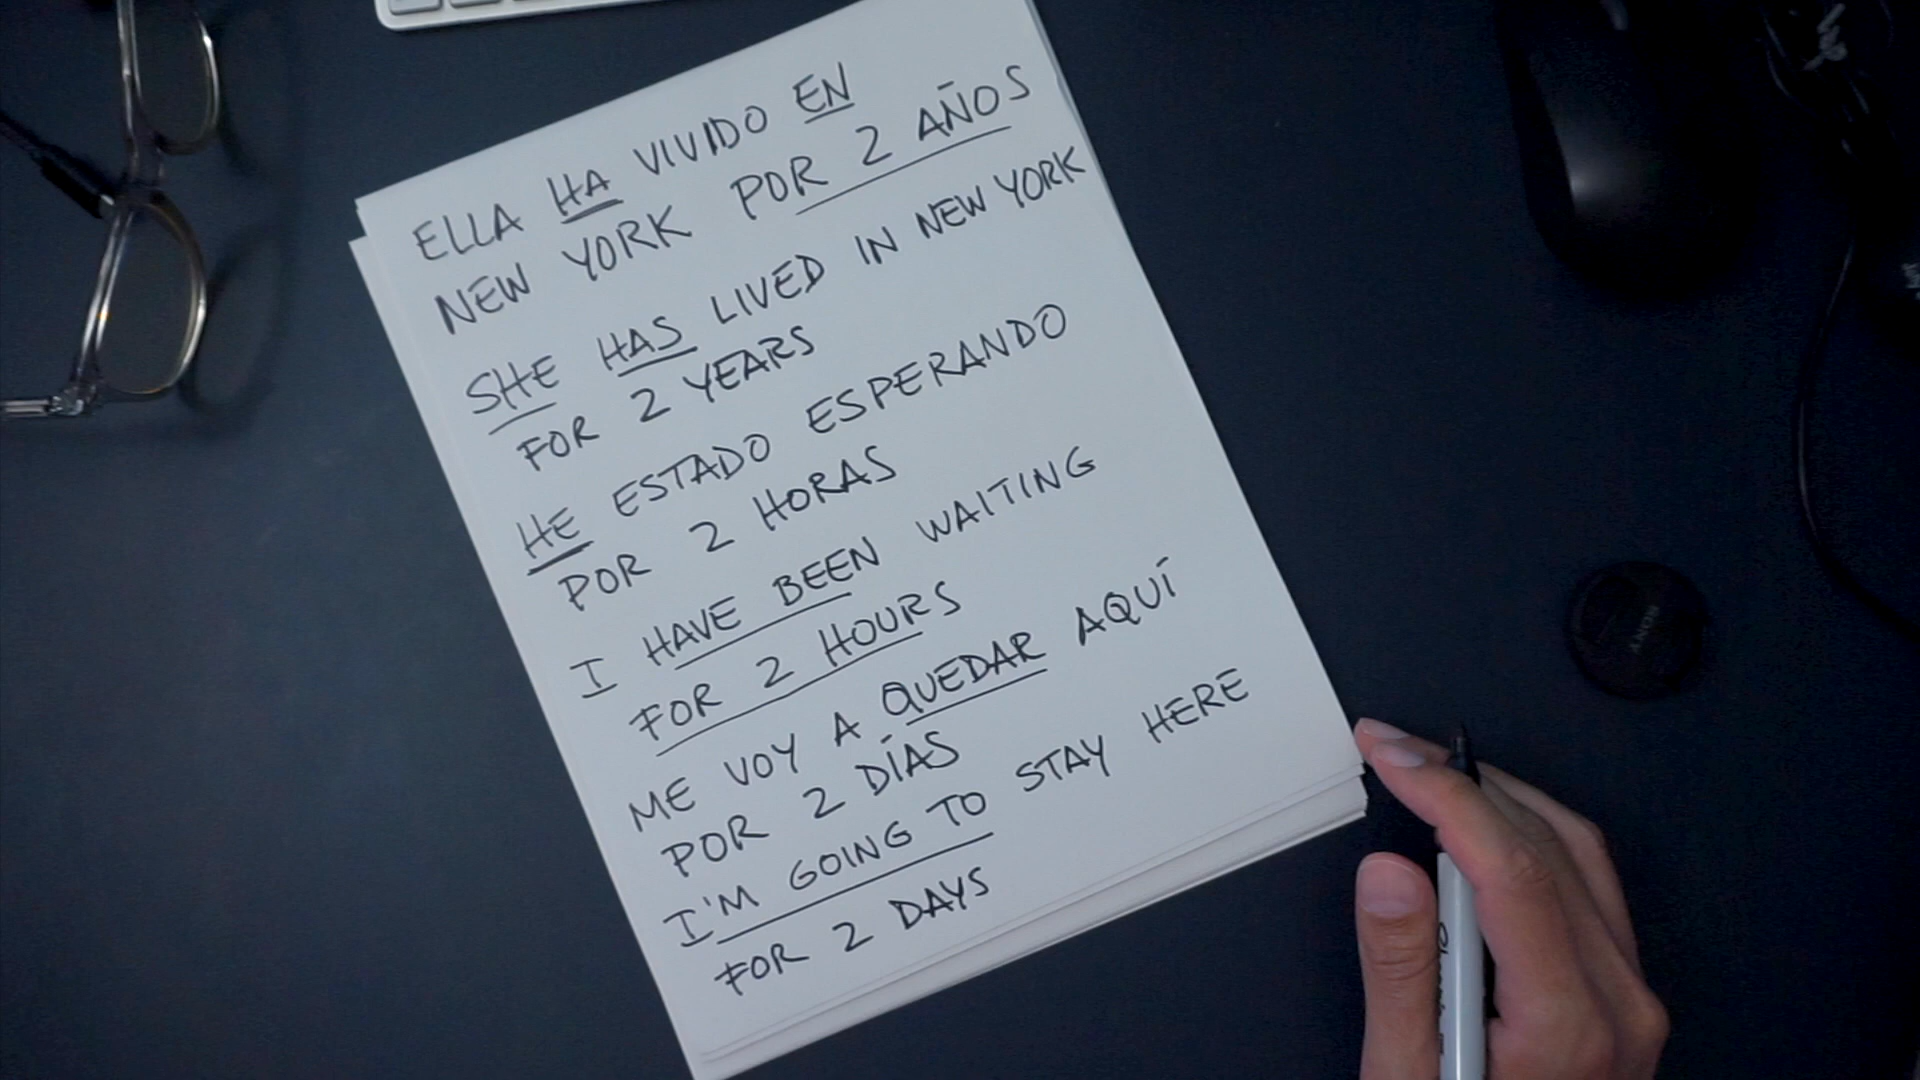 ELLA HA VIVIDO EN
NEW YORK POR 2 AÑOS
SHE HAS LIVED IN NEW YORK
FOR 2 YEARS
HE ESTADO ESPERANDO
POR 2 HORAS
I HAVE BEEN WAITING
FOR 2 HOURS
ME VOY A QUEDAR AQUÍ
POR 2 DÍAS
I'M GOING TO STAY HERE
FOR 2 DAYS
SONY